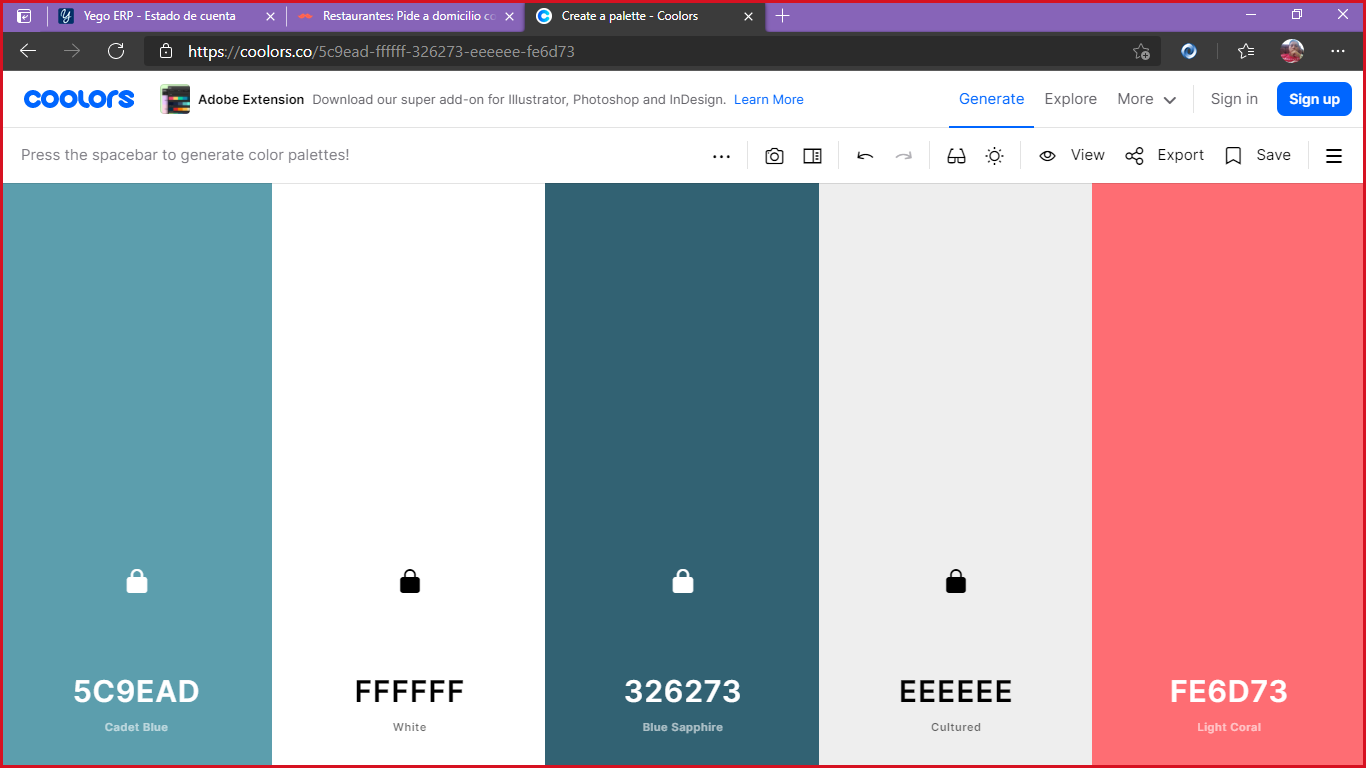 Yego ERP - Estado de cuenta
Restaurantes: Pide a domicilio co
Create a palette - Coolors
https://coolors.co/5c9ead-ffffff-326273-eeeeee-fe6d73
coolors
Adobe Extension Download our super add-on for Illustrator, Photoshop and InDesign. Learn More
Generate Explore More Sign in Sign up
Press the spacebar to generate color palettes!
View Export Save
5C9EAD
Cadet Blue
FFFFFF
White
326273
Blue Sapphire
EEEEEE
Cultured
FE6D73
Light Coral